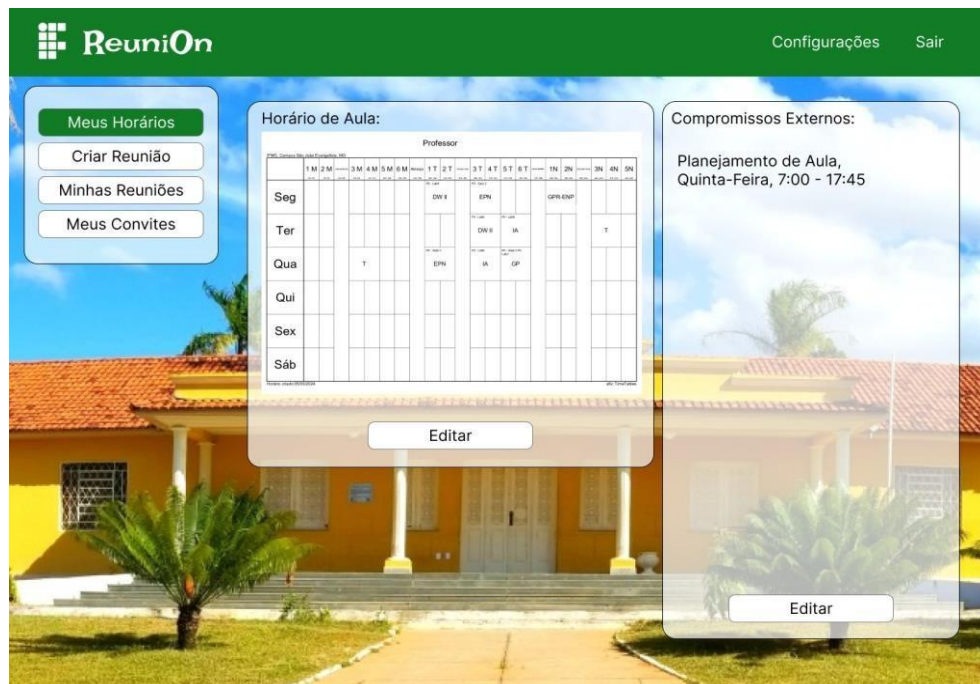 ReuniOn
Configurações
Sair
Meus Horários
Criar Reunião
Minhas Reuniões
Meus Convites
Horário de Aula:
Professor
1 M 2 M 3 M 4 M 5 M 6 M 1 T 2 T 3 T 4 T 5 T 6 T 1N 2N 3N 4N 5N
Seg DW II EPN GPR-ENP
Ter DW II IA T
Qua T EPN IA GP
Qui
Sex
Sáb
Editar
Compromissos Externos:
Planejamento de Aula,
Quinta-Feira, 7:00 - 17:45
Editar